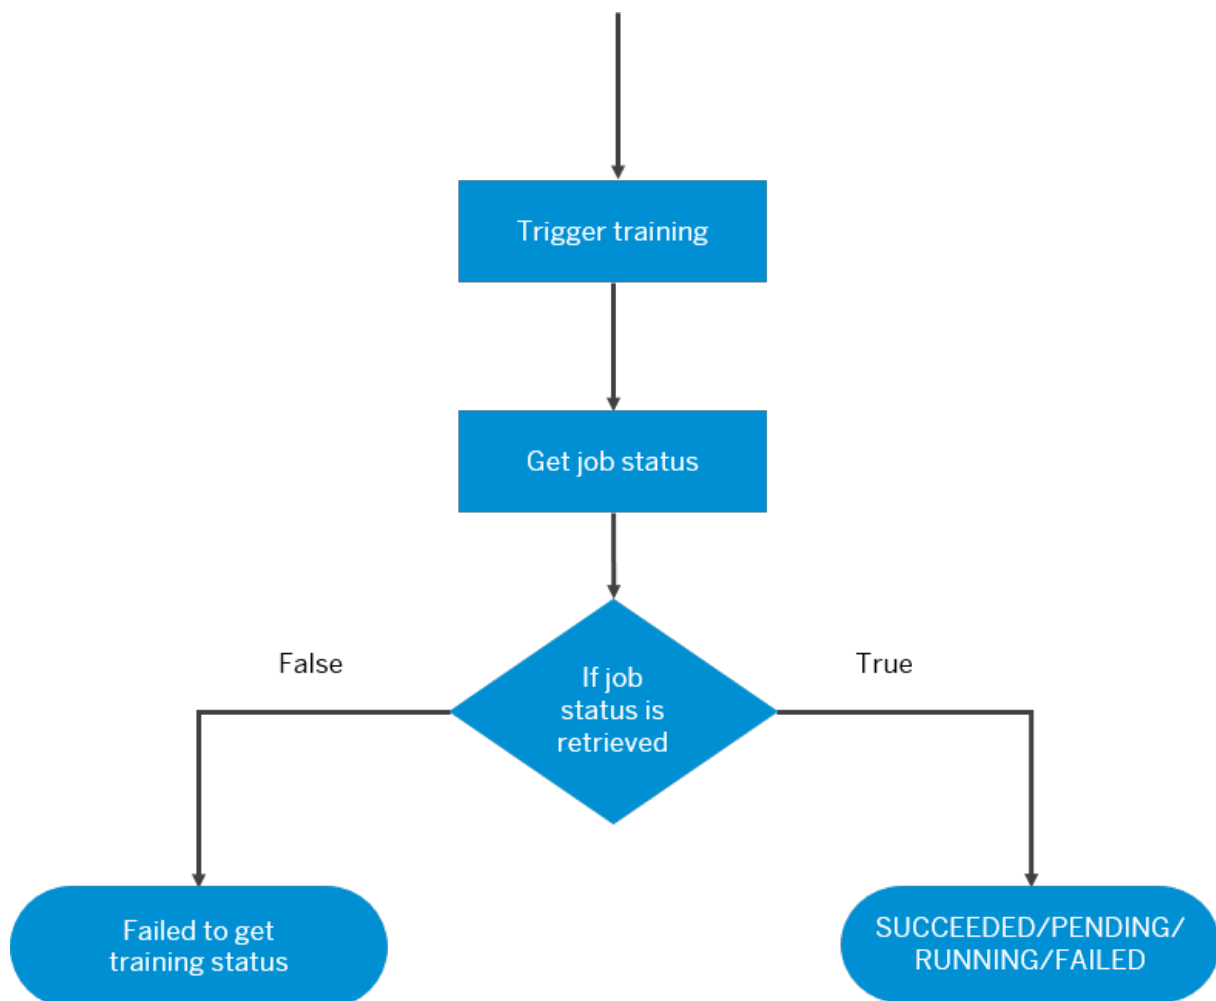 Trigger training
Get job status
False
True
If job
status is
retrieved
Failed to get
training status
SUCCEEDED/PENDING/
RUNNING/FAILED